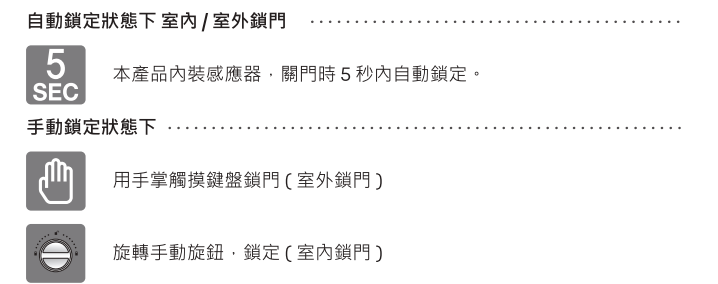 自動鎖定狀態下 室內 / 室外鎖門
5
SEC
本產品內裝感應器，關門時 5 秒內自動鎖定。
手動鎖定狀態下
用手掌觸摸鍵盤鎖門 ( 室外鎖門 )
旋轉手動旋鈕，鎖定 ( 室內鎖門 )